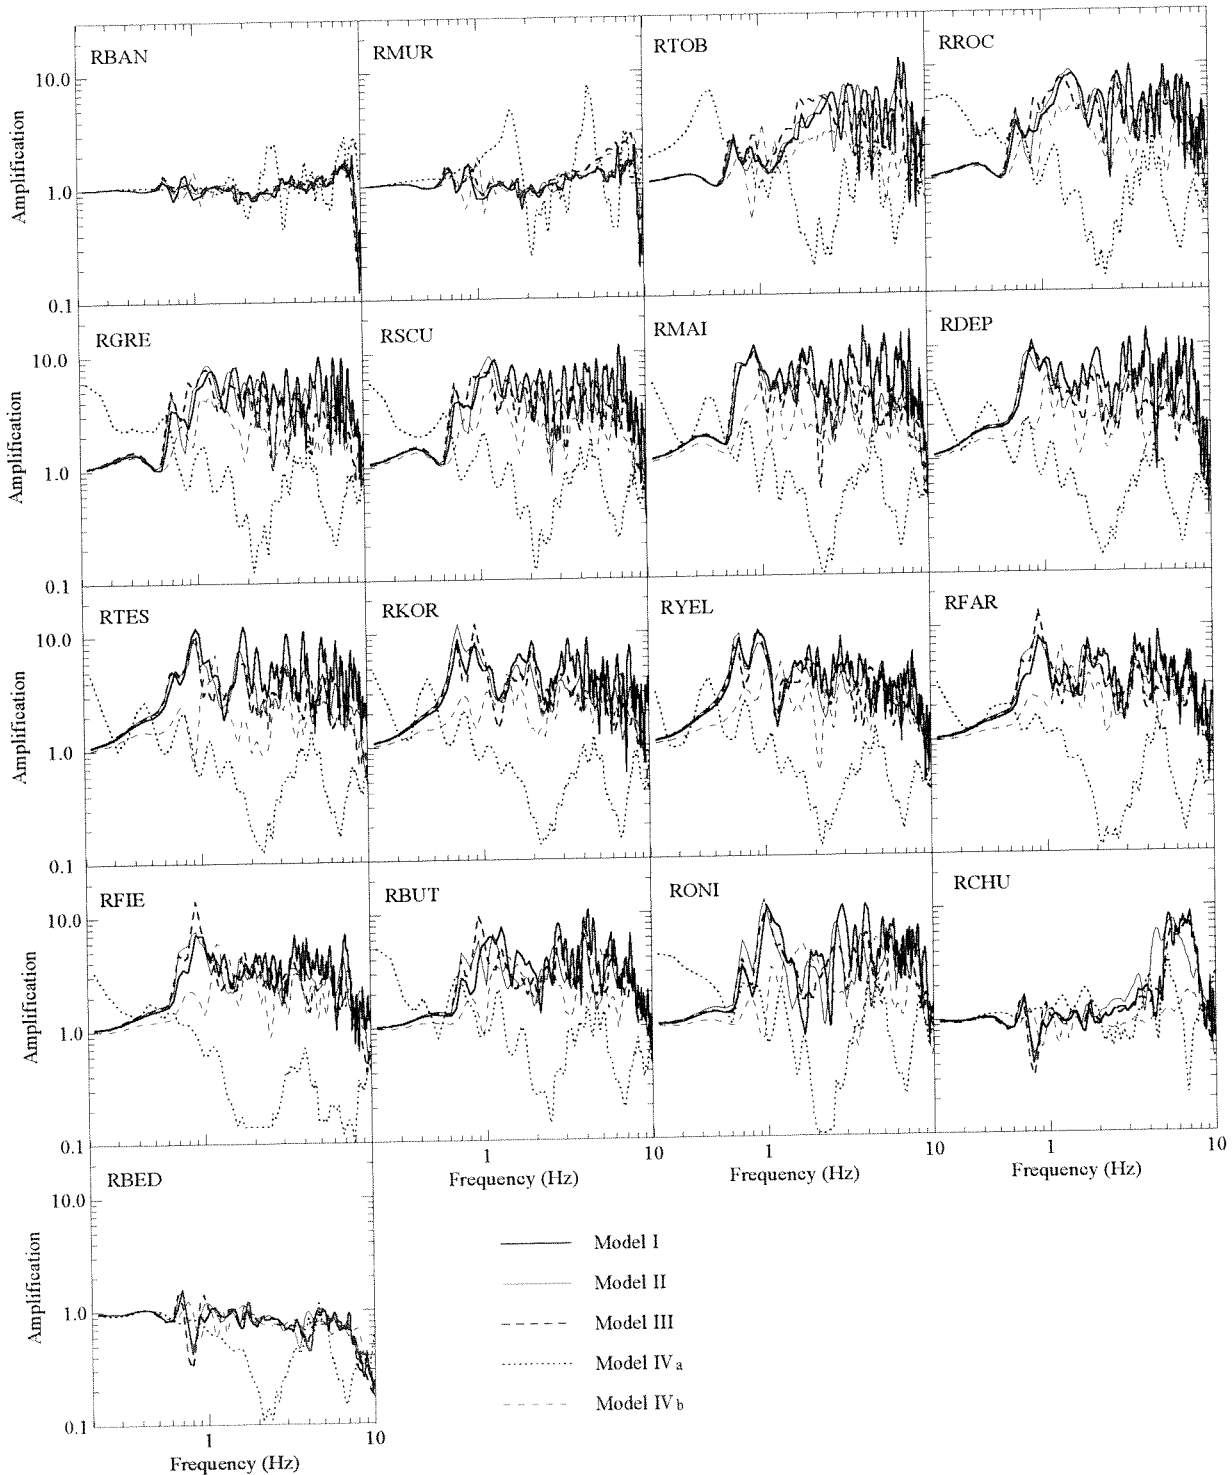 RBAN
RMUR
RTOB
RROC
10.0
1.0
0.1
Amplification
RGRE
RSCU
RMAI
RDEP
10.0
1.0
0.1
Amplification
RTES
RKOR
RYEL
RFAR
10.0
1.0
0.1
Amplification
RFIE
RBUT
RONI
RCHU
10.0
1.0
0.1
Amplification
1
10
1
10
1
10
Frequency (Hz)
Frequency (Hz)
Frequency (Hz)
RBED
10.0
1.0
0.1
Amplification
1
10
Frequency (Hz)
Model I
Model II
Model III
Model IVa
Model IVb